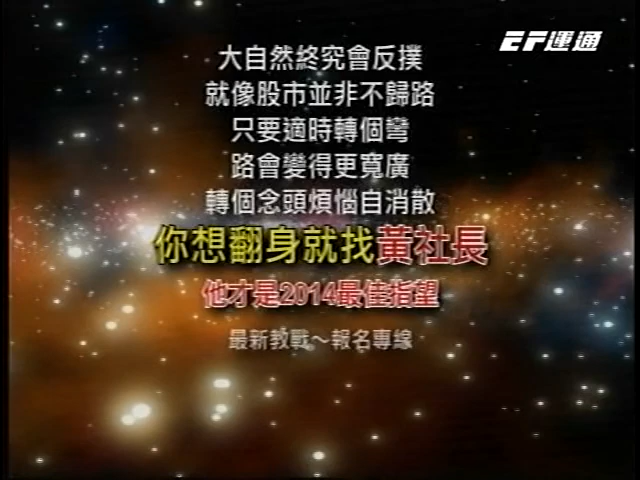 EF運通
大自然終究會反撲
就像股市並非不歸路
只要適時轉個彎
路會變得更寬廣
轉個念頭煩惱自消散
你想翻身就找黃社長
他才是2014最佳指望
最新教戰～報名專線